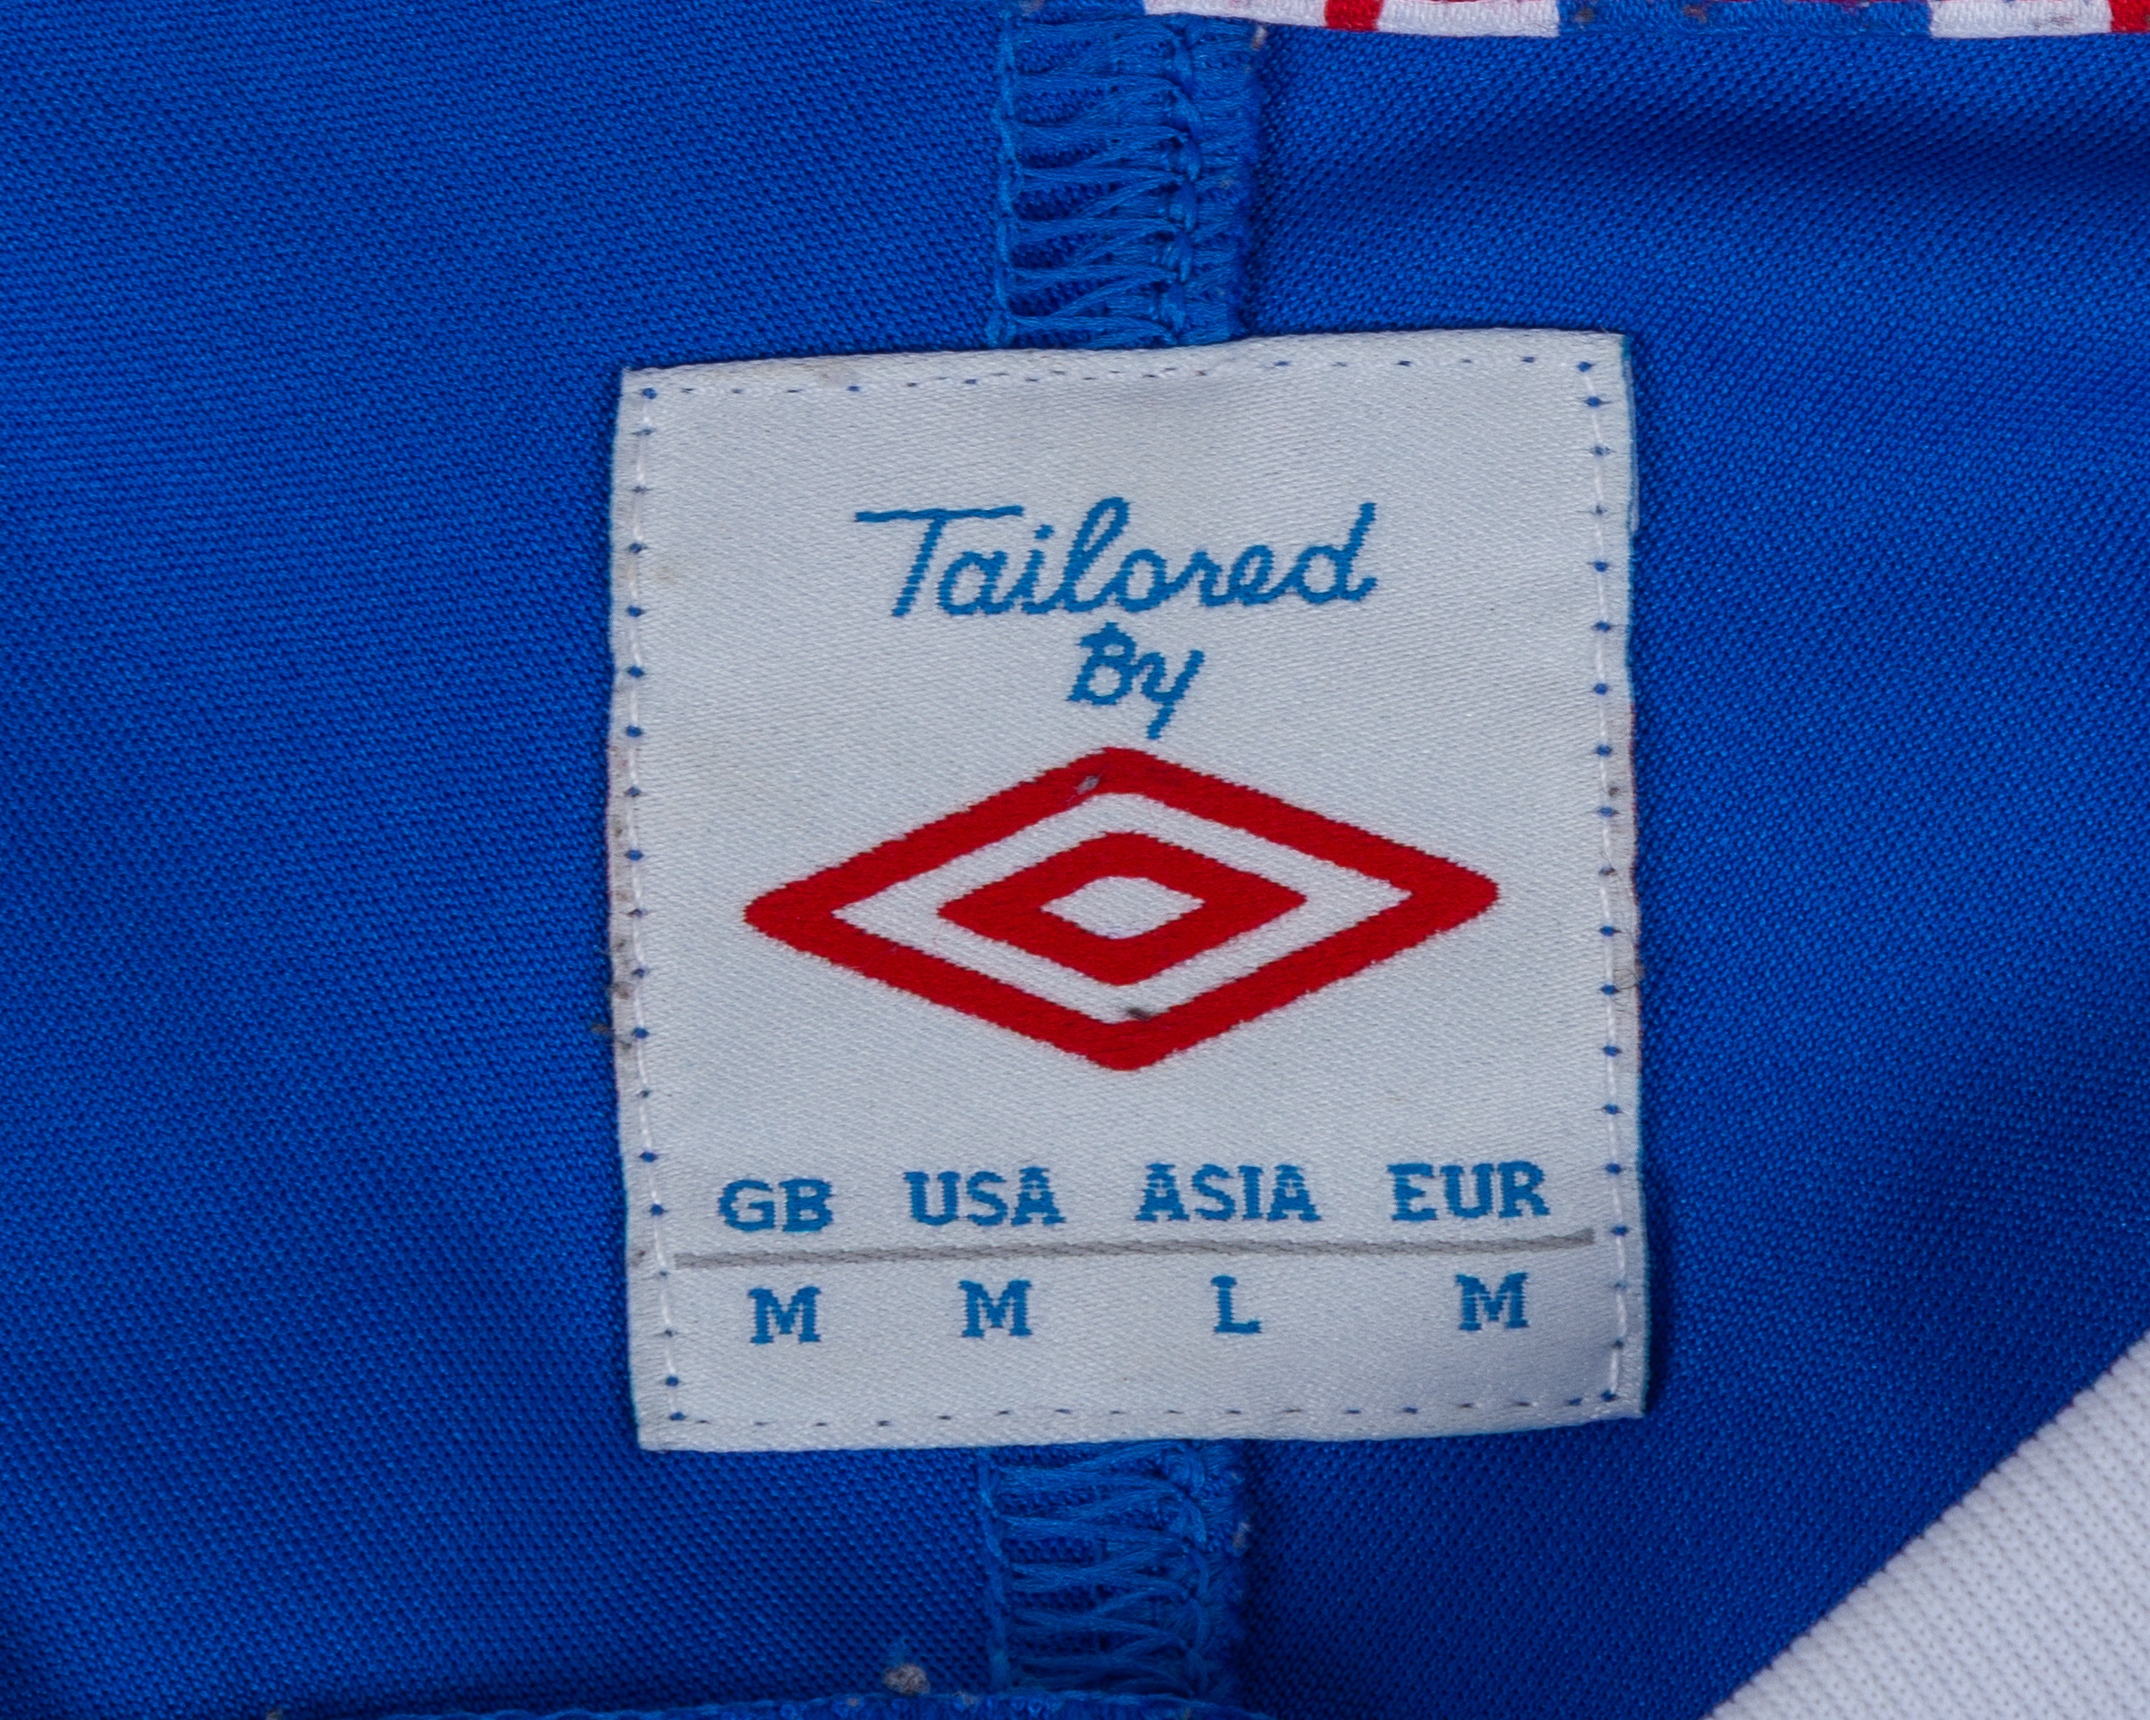 Tailored
By
GB USA ASIA EUR
M M L M